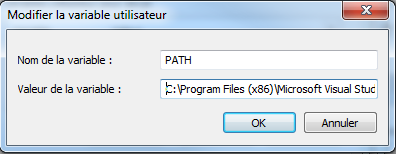 Modifier la variable utilisateur
Nom de la variable : PATH
Valeur de la variable : C:\Program Files (x86)\Microsoft Visual Stud
OK Annuler